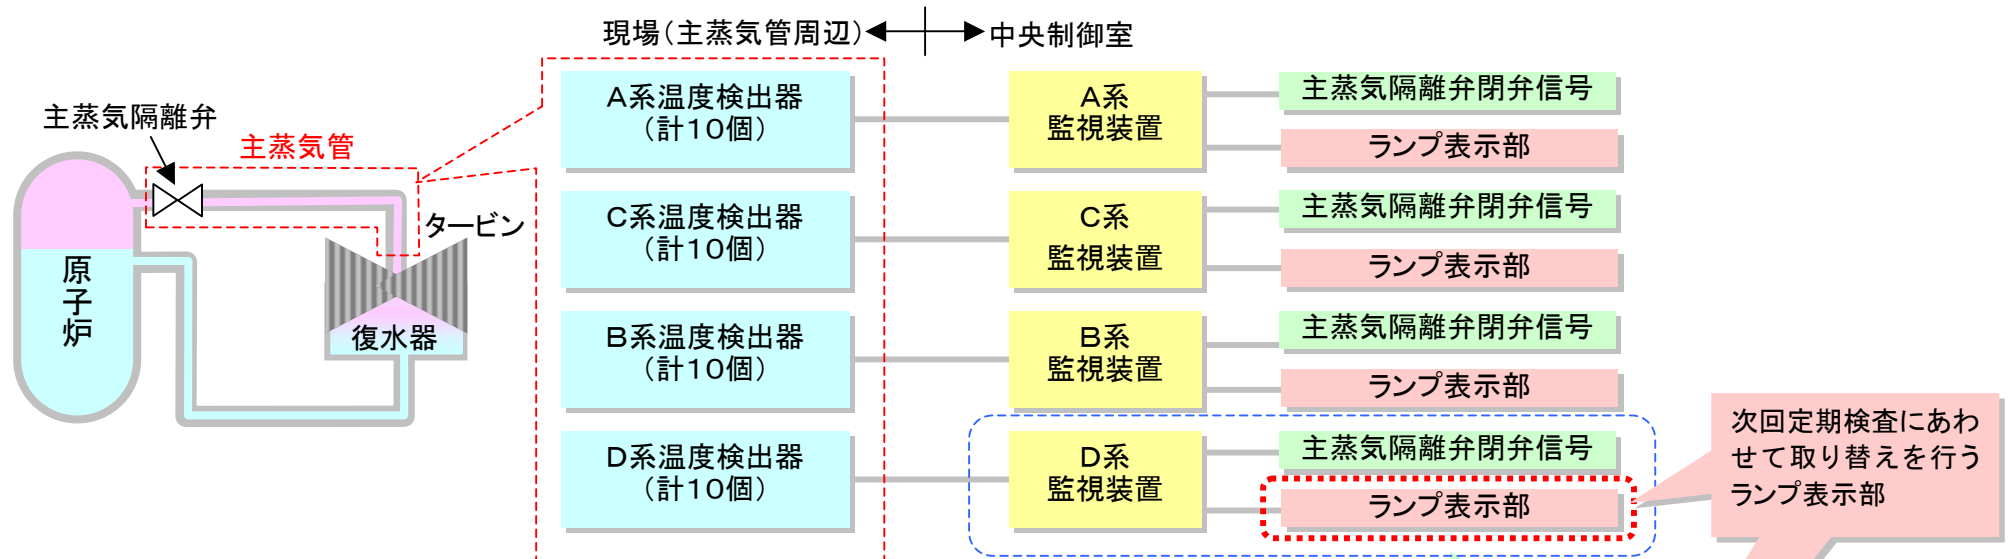 現場（主蒸気管周辺）
中央制御室
主蒸気隔離弁
主蒸気管
タービン
原子炉
復水器
A系温度検出器
（計10個）
A系
監視装置
主蒸気隔離弁閉弁信号
ランプ表示部
C系温度検出器
（計10個）
C系
監視装置
主蒸気隔離弁閉弁信号
ランプ表示部
B系温度検出器
（計10個）
B系
監視装置
主蒸気隔離弁閉弁信号
ランプ表示部
D系温度検出器
（計10個）
D系
監視装置
主蒸気隔離弁閉弁信号
ランプ表示部
次回定期検査にあわ
せて取り替えを行う
ランプ表示部